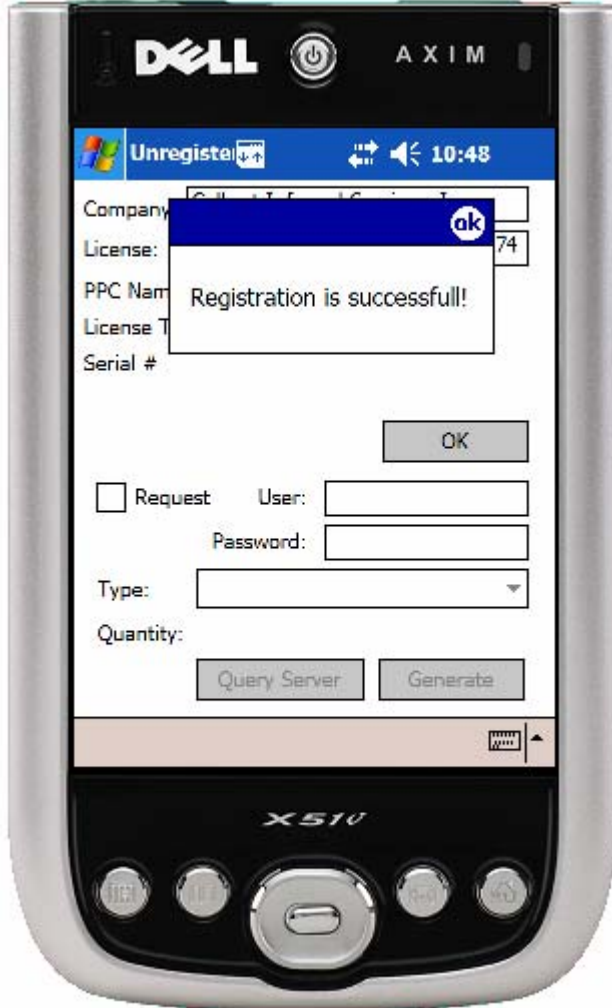 DELL AXIM
Unregiste 10:48
Company
ok
License: 74
PPC Nam
Registration is successfull!
License T
Serial #
OK
Request User:
Password:
Type:
Quantity:
Query Server Generate
X51v